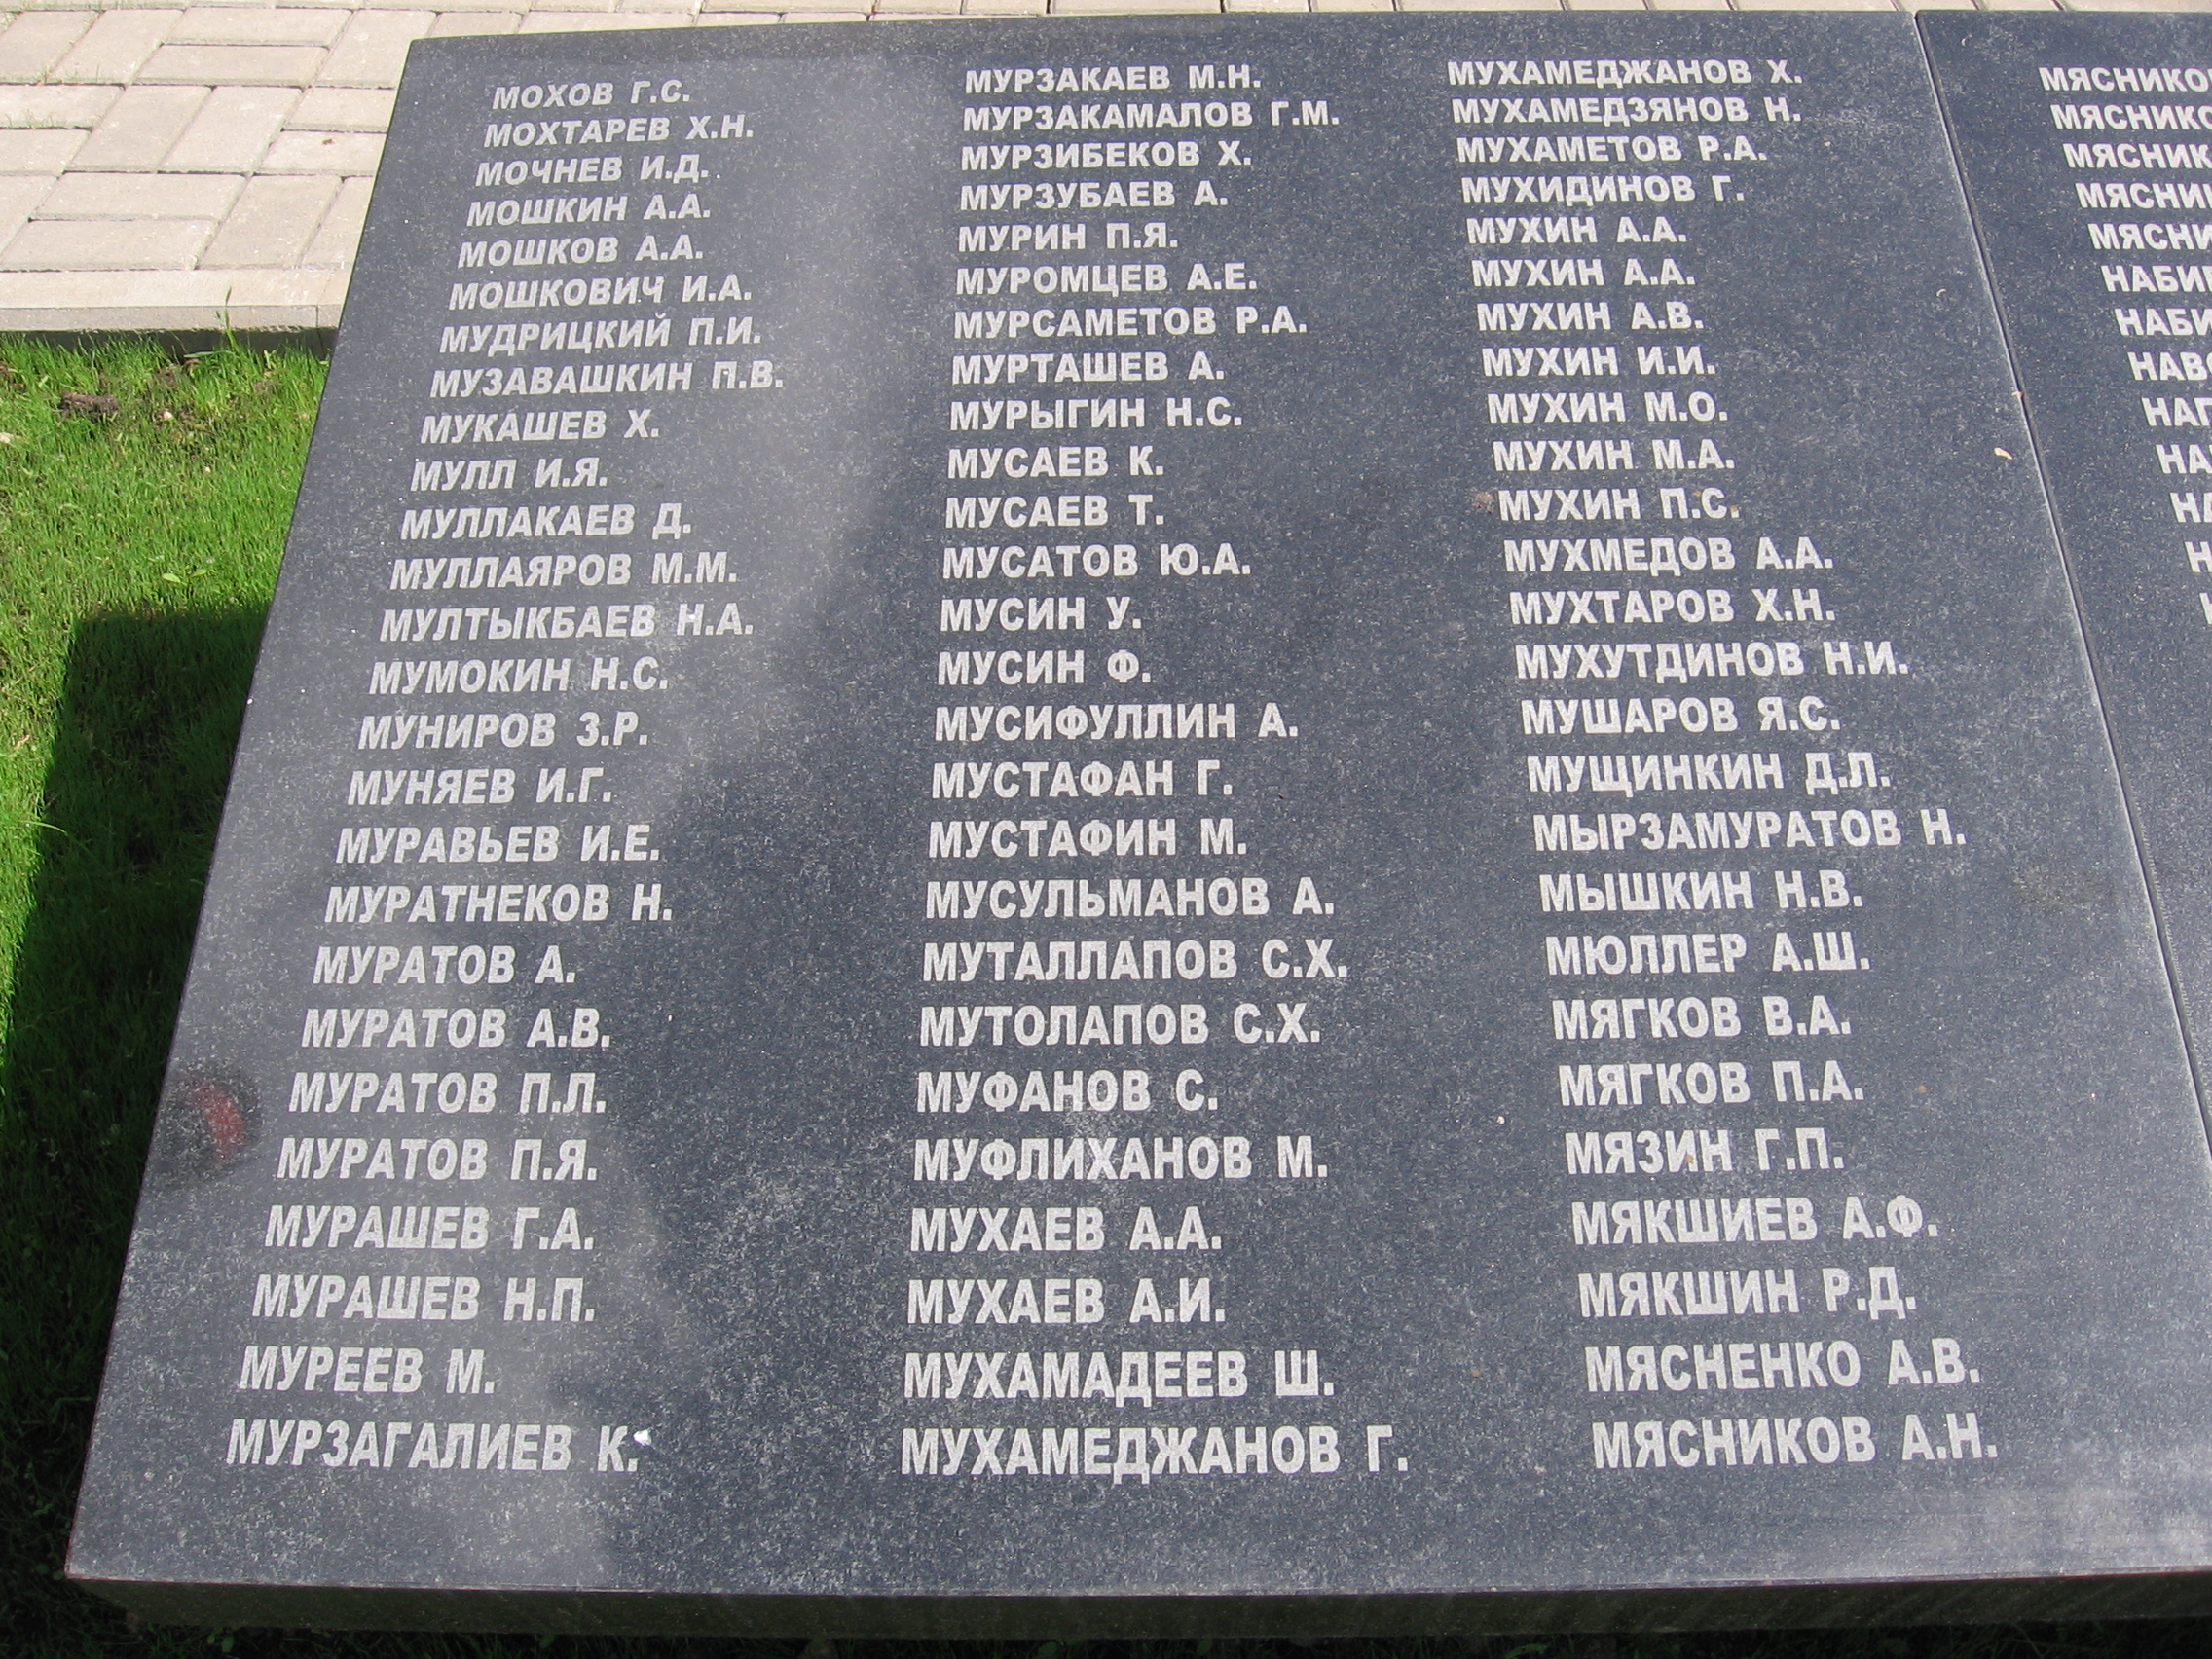 МОХОВ Г.С.
МОХТАРЕВ Х.Н.
МОЧНЕВ И.Д.
МОШКИН А.А.
МОШКОВ А.А.
МОШКОВИЧ И.А.
МУДРИЦКИЙ П.И.
МУЗАВАШКИН П.В.
МУКАШЕВ Х.
МУЛЛ И.Я.
МУЛЛАКАЕВ Д.
МУЛЛАЯРОВ М.М.
МУЛТЫКБАЕВ Н.А.
МУМОКИН Н.С.
МУНИРОВ З.Р.
МУНЯЕВ И.Г.
МУРАВЬЕВ И.Е.
МУРАТНЕКОВ Н.
МУРАТОВ А.
МУРАТОВ А.В.
МУРАТОВ П.Л.
МУРАТОВ П.Я.
МУРАШЕВ Г.А.
МУРАШЕВ Н.П.
МУРЕЕВ М.
МУРЗАГАЛИЕВ К.
МУРЗАКАЕВ М.Н.
МУРЗАКАМАЛОВ Г.М.
МУРЗИБЕКОВ Х.
МУРЗУБАЕВ А.
МУРИН П.Я.
МУРОМЦЕВ А.Е.
МУРСАМЕТОВ Р.А.
МУРТАШЕВ А.
МУРЫГИН Н.С.
МУСАЕВ К.
МУСАЕВ Т.
МУСАТОВ Ю.А.
МУСИН У.
МУСИН Ф.
МУСИФУЛЛИН А.
МУСТАФАН Г.
МУСТАФИН М.
МУСУЛЬМАНОВ А.
МУТАЛЛАПОВ С.Х.
МУТОЛАПОВ С.Х.
МУФАНОВ С.
МУФЛИХАНОВ М.
МУХАЕВ А.А.
МУХАЕВ А.И.
МУХАМАДЕЕВ Ш.
МУХАМЕДЖАНОВ Г.
МУХАМЕДЖАНОВ Х.
МУХАМЕДЗЯНОВ Н.
МУХАМЕТОВ Р.А.
МУХИДИНОВ Г.
МУХИН А.А.
МУХИН А.А.
МУХИН А.В.
МУХИН И.И.
МУХИН М.О.
МУХИН М.А.
МУХИН П.С.
МУХМЕДОВ А.А.
МУХТАРОВ Х.Н.
МУХУТДИНОВ Н.И.
МУШАРОВ Я.С.
МУЩИНКИН Д.Л.
МЫРЗАМУРАТОВ Н.
МЫШКИН Н.В.
МЮЛЛЕР А.Ш.
МЯГКОВ В.А.
МЯГКОВ П.А.
МЯЗИН Г.П.
МЯКШИЕВ А.Ф.
МЯКШИН Р.Д.
МЯСНЕНКО А.В.
МЯСНИКОВ А.Н.